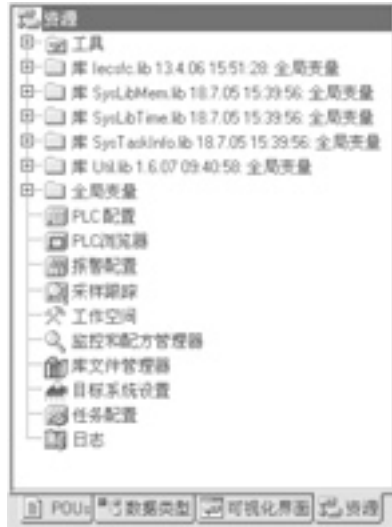 资源
工具
库 Iecsfc.lib 13.4.06 15:51:28: 全局变量
库 SysLibMem.lib 18.7.05 15:39:56: 全局变量
库 SysLibTime.lib 18.7.05 15:39:56: 全局变量
库 SysTaskInfo.lib 18.7.05 15:39:56: 全局变量
库 Util.lib 1.6.07 09:40:58: 全局变量
全局变量
PLC 配置
PLC浏览器
报警配置
采样跟踪
工作空间
监控和配方管理器
库文件管理器
目标系统设置
任务配置
日志
POUs 数据类型 可视化界面 资源